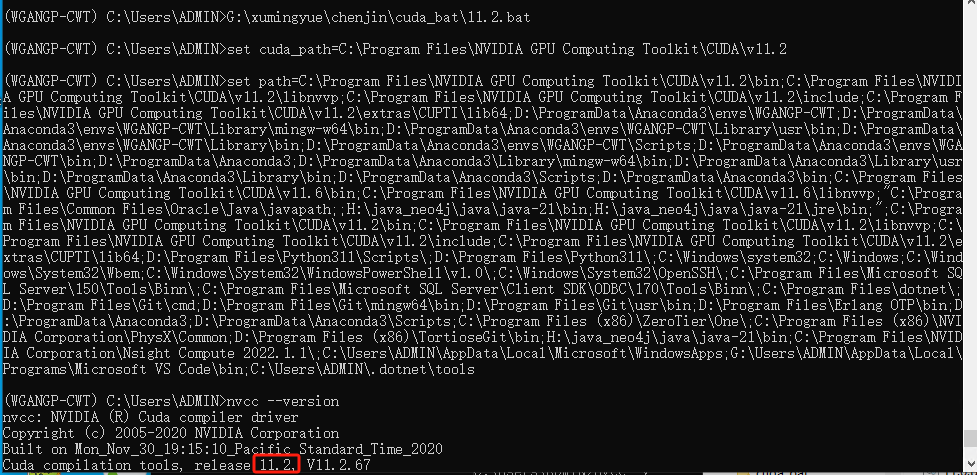 (WGANGP-CWT) C:\Users\ADMIN>G:\xumingyue\chenjin\cuda_bat\11.2.bat
(WGANGP-CWT) C:\Users\ADMIN>set cuda_path=C:\Program Files\NVIDIA GPU Computing Toolkit\CUDA\v11.2
(WGANGP-CWT) C:\Users\ADMIN>set path=C:\Program Files\NVIDIA GPU Computing Toolkit\CUDA\v11.2\bin;C:\Program Files\NVIDI
A GPU Computing Toolkit\CUDA\v11.2\libnvvp;C:\Program Files\NVIDIA GPU Computing Toolkit\CUDA\v11.2\include;C:\Program F
iles\NVIDIA GPU Computing Toolkit\CUDA\v11.2\extras\CUPTI\lib64;D:\ProgramData\Anaconda3\envs\WGANGP-CWT;D:\ProgramData\
Anaconda3\envs\WGANGP-CWT\Library\mingw-w64\bin;D:\ProgramData\Anaconda3\envs\WGANGP-CWT\Library\usr\bin;D:\ProgramData\
Anaconda3\envs\WGANGP-CWT\Library\bin;D:\ProgramData\Anaconda3\envs\WGANGP-CWT\Scripts;D:\ProgramData\Anaconda3\envs\WGA
NGP-CWT\bin;D:\ProgramData\Anaconda3;D:\ProgramData\Anaconda3\Library\mingw-w64\bin;D:\ProgramData\Anaconda3\Library\usr
\bin;D:\ProgramData\Anaconda3\Library\bin;D:\ProgramData\Anaconda3\Scripts;D:\ProgramData\Anaconda3\bin;C:\Program Files
\NVIDIA GPU Computing Toolkit\CUDA\v11.6\bin;C:\Program Files\NVIDIA GPU Computing Toolkit\CUDA\v11.6\libnvvp;"C:\Progra
m Files\Common Files\Oracle\Java\javapath;;H:\java_neo4j\java\java-21\bin;H:\java_neo4j\java\java-21\jre\bin;";C:\Progra
m Files\NVIDIA GPU Computing Toolkit\CUDA\v11.2\bin;C:\Program Files\NVIDIA GPU Computing Toolkit\CUDA\v11.2\libnvvp;C:\
Program Files\NVIDIA GPU Computing Toolkit\CUDA\v11.2\include;C:\Program Files\NVIDIA GPU Computing Toolkit\CUDA\v11.2\e
xtras\CUPTI\lib64;D:\Program Files\Python311\Scripts\;D:\Program Files\Python311\;C:\Windows\system32;C:\Windows;C:\Wind
ows\System32\Wbem;C:\Windows\System32\WindowsPowerShell\v1.0\;C:\Windows\System32\OpenSSH\;C:\Program Files\Microsoft SQ
L Server\150\Tools\Binn\;C:\Program Files\Microsoft SQL Server\Client SDK\ODBC\170\Tools\Binn\;C:\Program Files\dotnet\;
D:\Program Files\Git\cmd;D:\Program Files\Git\mingw64\bin;D:\Program Files\Git\usr\bin;D:\Program Files\Erlang OTP\bin;D
:\ProgramData\Anaconda3;D:\ProgramData\Anaconda3\Scripts;C:\Program Files (x86)\ZeroTier\One\;C:\Program Files (x86)\NVI
DIA Corporation\PhysX\Common;D:\Program Files (x86)\TortioseGit\bin;H:\java_neo4j\java\java-21\bin;C:\Program Files\NVID
IA Corporation\Nsight Compute 2022.1.1\;C:\Users\ADMIN\AppData\Local\Microsoft\WindowsApps;G:\Users\ADMIN\AppData\Local\
Programs\Microsoft VS Code\bin;C:\Users\ADMIN\.dotnet\tools
(WGANGP-CWT) C:\Users\ADMIN>nvcc --version
nvcc: NVIDIA (R) Cuda compiler driver
Copyright (c) 2005-2020 NVIDIA Corporation
Built on Mon_Nov_30_19:15:10_Pacific_Standard_Time_2020
Cuda compilation tools, release 11.2, V11.2.67